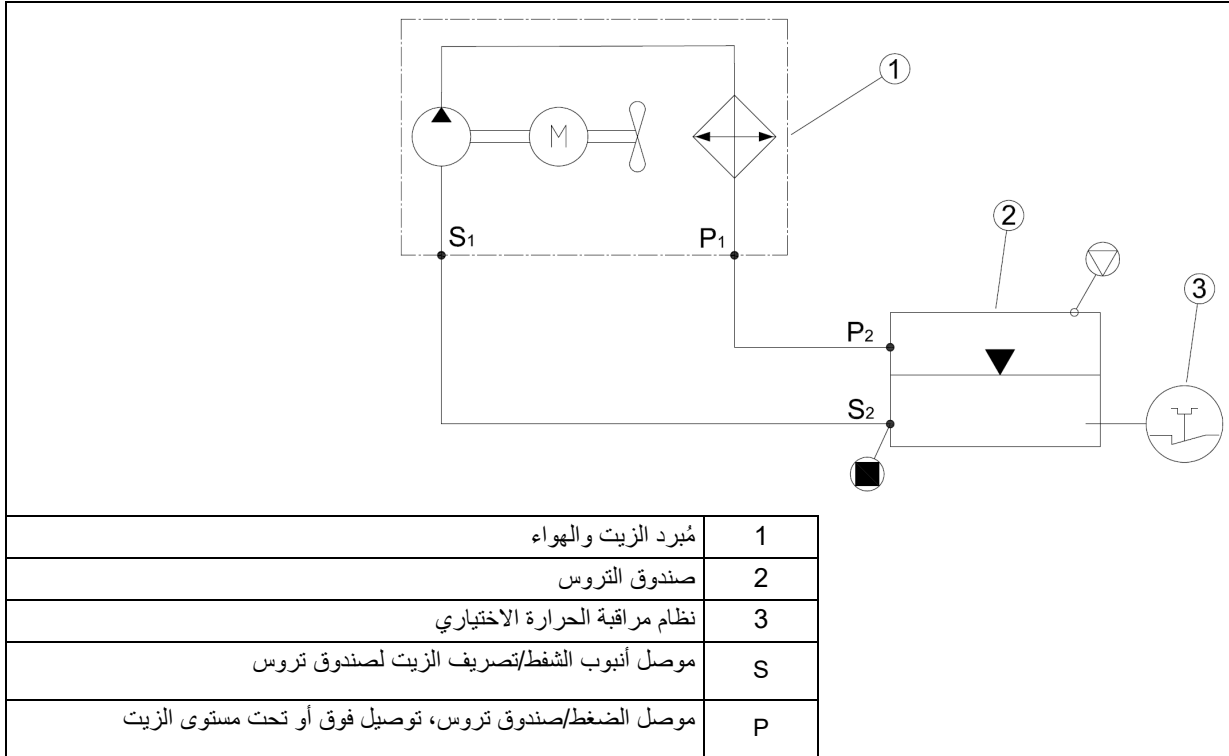 1
M
S1
P1
2
3
P2
S2
1 مُبرد الزيت والهواء
2 صندوق التروس
3 نظام مراقبة الحرارة الاختياري
S موصل أنبوب الشفط/تصريف الزيت لصندوق تروس
P موصل الضغط/صندوق تروس، توصيل فوق أو تحت مستوى الزيت